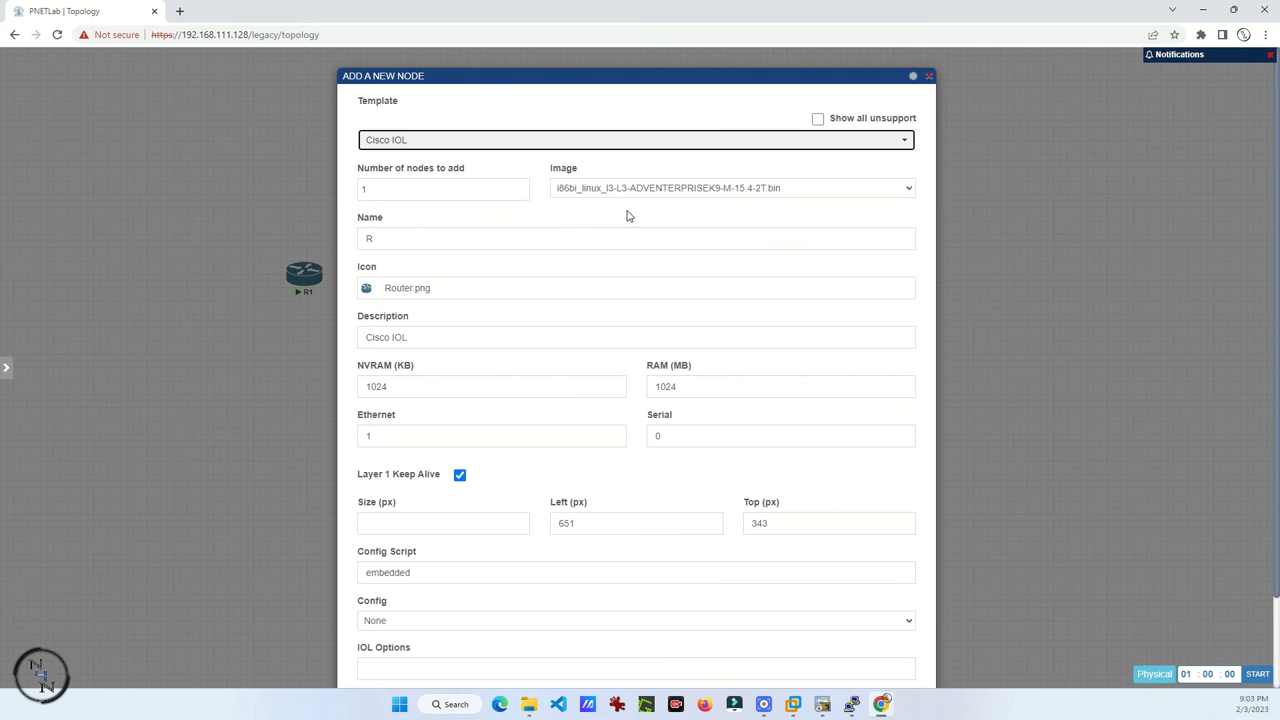 PNETLab | Topology
Not secure
https://192.168.111.128/legacy/topology
Notifications
ADD A NEW NODE
Template
Show all unsupport
Cisco IOL
Number of nodes to add
Image
1
i86bi_linux_l3-L3-ADVENTERPRISEK9-M-15.4-2T.bin
Name
R
Icon
Router.png
R1
Description
Cisco IOL
NVRAM (KB)
RAM (MB)
1024
1024
Ethernet
Serial
1
0
Layer 1 Keep Alive
Size (px)
Left (px)
Top (px)
651
343
Config Script
embedded
Config
None
IOL Options
N
N
Physical
01 : 00 : 00
START
Search
9:03 PM
2/3/2023